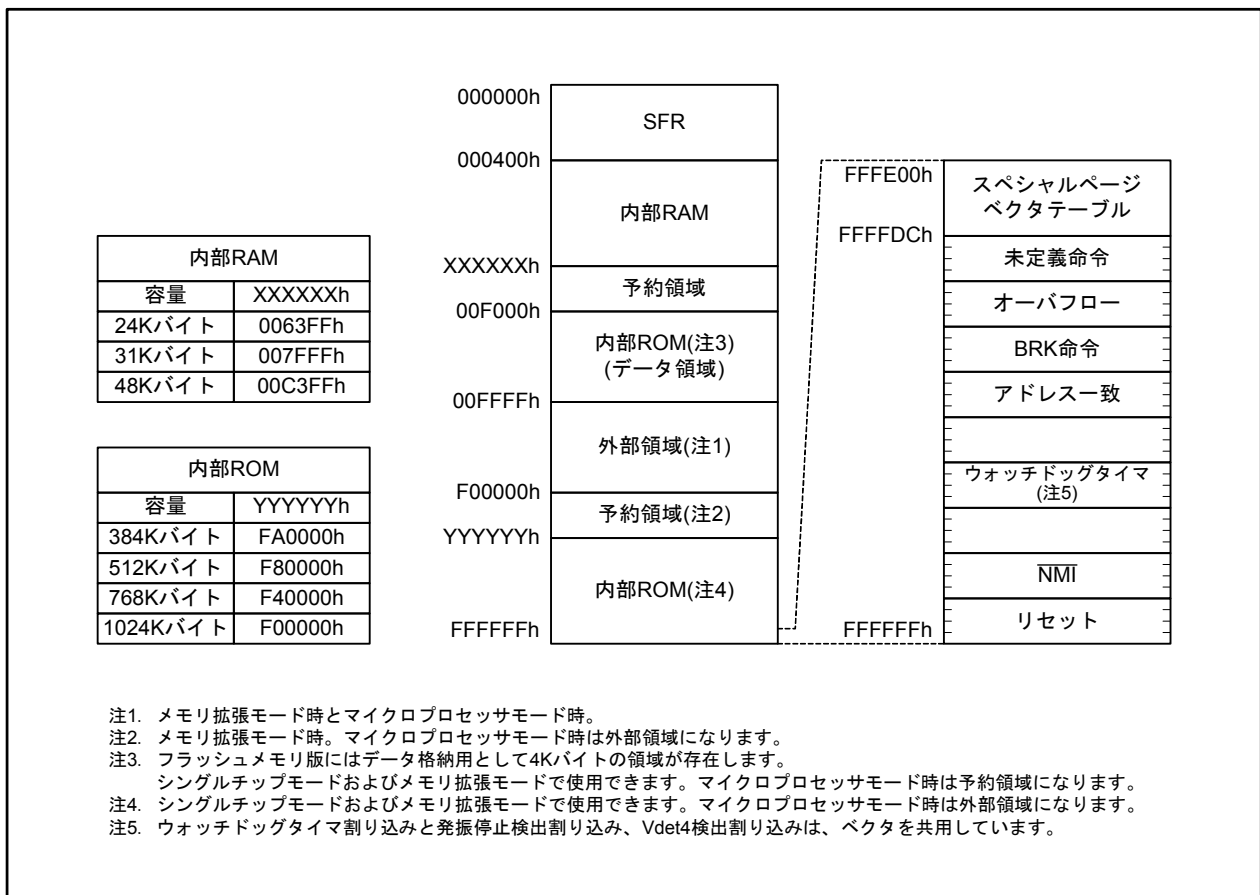 000000h
SFR
000400h
内部RAM
XXXXXXh
予約領域
00F000h
内部ROM(注3)
(データ領域)
00FFFFh
外部領域(注1)
F00000h
予約領域(注2)
YYYYYYh
内部ROM(注4)
FFFFFFh
内部RAM
容量 XXXXXXh
24Kバイト 0063FFh
31Kバイト 007FFFh
48Kバイト 00C3FFh
内部ROM
容量 YYYYYYh
384Kバイト FA0000h
512Kバイト F80000h
768Kバイト F40000h
1024Kバイト F00000h
FFFE00h
スペシャルページ
ベクタテーブル
FFFFDCh
未定義命令
オーバフロー
BRK命令
アドレス一致
ウォッチドッグタイマ
(注5)
NMI
リセット
FFFFFFh
注1. メモリ拡張モード時とマイクロプロセッサモード時。
注2. メモリ拡張モード時。マイクロプロセッサモード時は外部領域になります。
注3. フラッシュメモリ版にはデータ格納用として4Kバイトの領域が存在します。
シングルチップモードおよびメモリ拡張モードで使用できます。マイクロプロセッサモード時は予約領域になります。
注4. シングルチップモードおよびメモリ拡張モードで使用できます。マイクロプロセッサモード時は外部領域になります。
注5. ウォッチドッグタイマ割り込みと発振停止検出割り込み、Vdet4検出割り込みは、ベクタを共用しています。